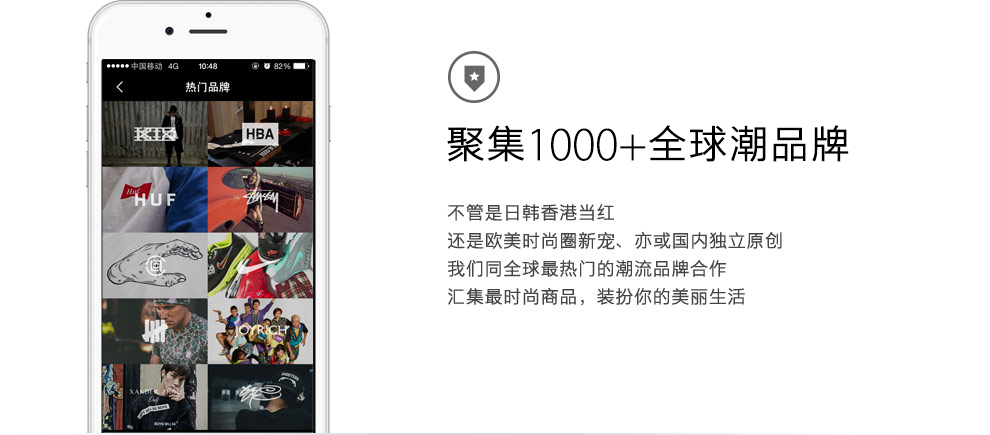 中国移动 4G 10:48 82%
热门品牌
HBA
Huf
HUF
JOYRICH
XANDER ZHOU
聚集1000+全球潮品牌
不管是日韩香港当红
还是欧美时尚圈新宠、亦或国内独立原创
我们同全球最热门的潮流品牌合作
汇集最时尚商品，装扮你的美丽生活